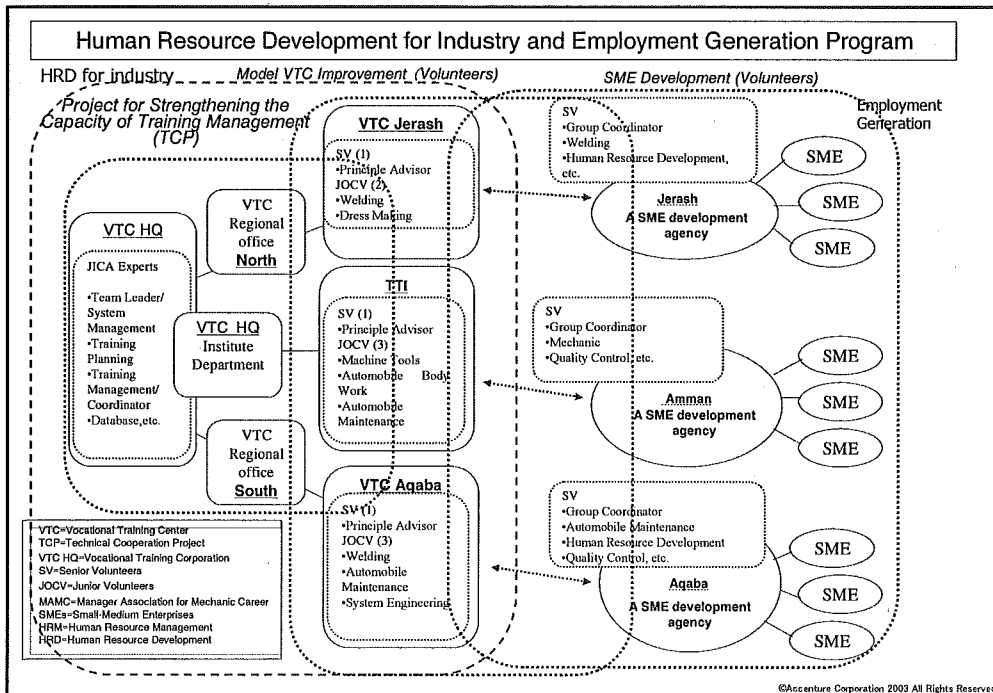 Human Resource Development for Industry and Employment Generation Program
HRD for industry
Model VTC Improvement (Volunteers)
SME Development (Volunteers)
Project for Strengthening the
Capacity of Training Management
(TCP)
Employment
Generation
VTC HQ
JICA Experts
•Team Leader/
System
Management
•Training
Planning
•Training
Management/
Coordinator
•Database,etc.
VTC
Regional
office
North
VTC HQ
Institute
Department
VTC
Regional
office
South
VTC Jerash
SV (1)
•Principle Advisor
JOCV (2)
•Welding
•Dress Making
TTI
SV (1)
•Principle Advisor
JOCV (3)
•Machine Tools
•Automobile Body
Work
•Automobile
Maintenance
VTC Aqaba
SV (1)
•Principle Advisor
JOCV (3)
•Welding
•Automobile
Maintenance
•System Engineering
SV
•Group Coordinator
•Welding
•Human Resource Development,
etc.
Jerash
A SME development
agency
SME
SME
SME
SV
•Group Coordinator
•Mechanic
•Quality Control, etc.
Amman
A SME development
agency
SME
SME
SME
SV
•Group Coordinator
•Automobile Maintenance
•Human Resource Development
•Quality Control, etc.
Aqaba
A SME development
agency
SME
SME
SME
VTC=Vocational Training Center
TCP=Technical Cooperation Project
VTC HQ=Vocational Training Corporation
SV=Senior Volunteers
JOCV=Junior Volunteers
MAMC=Manager Association for Mechanic Career
SMEs=Small-Medium Enterprises
HRM=Human Resource Management
HRD=Human Resource Development
©Accenture Corporation 2003 All Rights Reserved